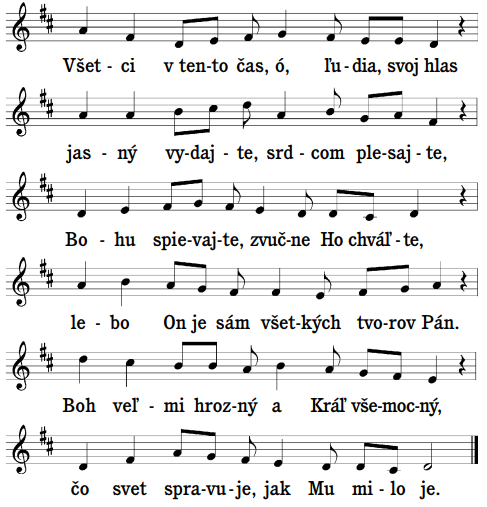 Všet - ci v ten-to čas, ó, ľu-dia, svoj hlas
jas - ný vy-daj - te, srd-com ple-saj-te,
Bo - hu spie-vaj-te, zvuč-ne Ho chváľ-te,
le - bo On je sám všet-kých tvo-rov Pán.
Boh veľ - mi hroz-ný a Kráľ vše-moc-ný,
čo svet spra-vu-je, jak Mu mi - lo je.